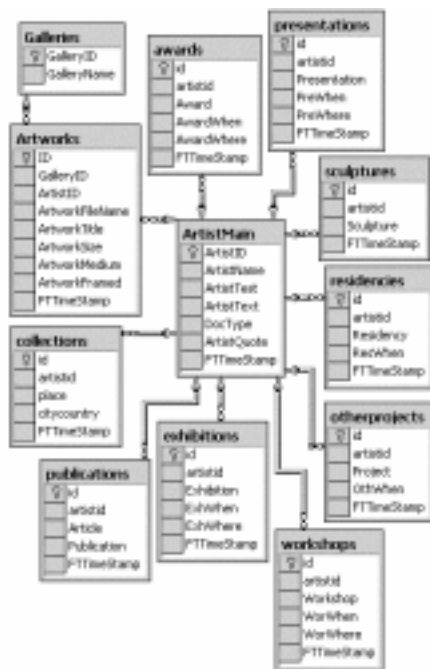 Galleries
GalleryID
GalleryName
awards
id
artistid
Award
AwardWhen
AwardWhere
FTTimeStamp
presentations
id
artistid
Presentation
PreWhen
PreWhere
FTTimeStamp
Artworks
ID
GalleryID
ArtistID
ArtworkFileName
ArtworkTitle
ArtworkSize
ArtworkMedium
ArtworkFramed
FTTimeStamp
ArtistMain
ArtistID
ArtistName
ArtistText
DocType
ArtistQuote
FTTimeStamp
sculptures
id
artistid
Sculpture
FTTimeStamp
residencies
id
artistid
Residency
ResWhen
FTTimeStamp
collections
id
artistid
place
citycountry
FTTimeStamp
otherprojects
id
artistid
Project
OthWhen
FTTimeStamp
publications
id
artistid
Article
Publication
FTTimeStamp
exhibitions
id
artistid
Exhibition
ExhWhen
ExhWhere
FTTimeStamp
workshops
id
artistid
Workshop
WorWhen
WorWhere
FTTimeStamp